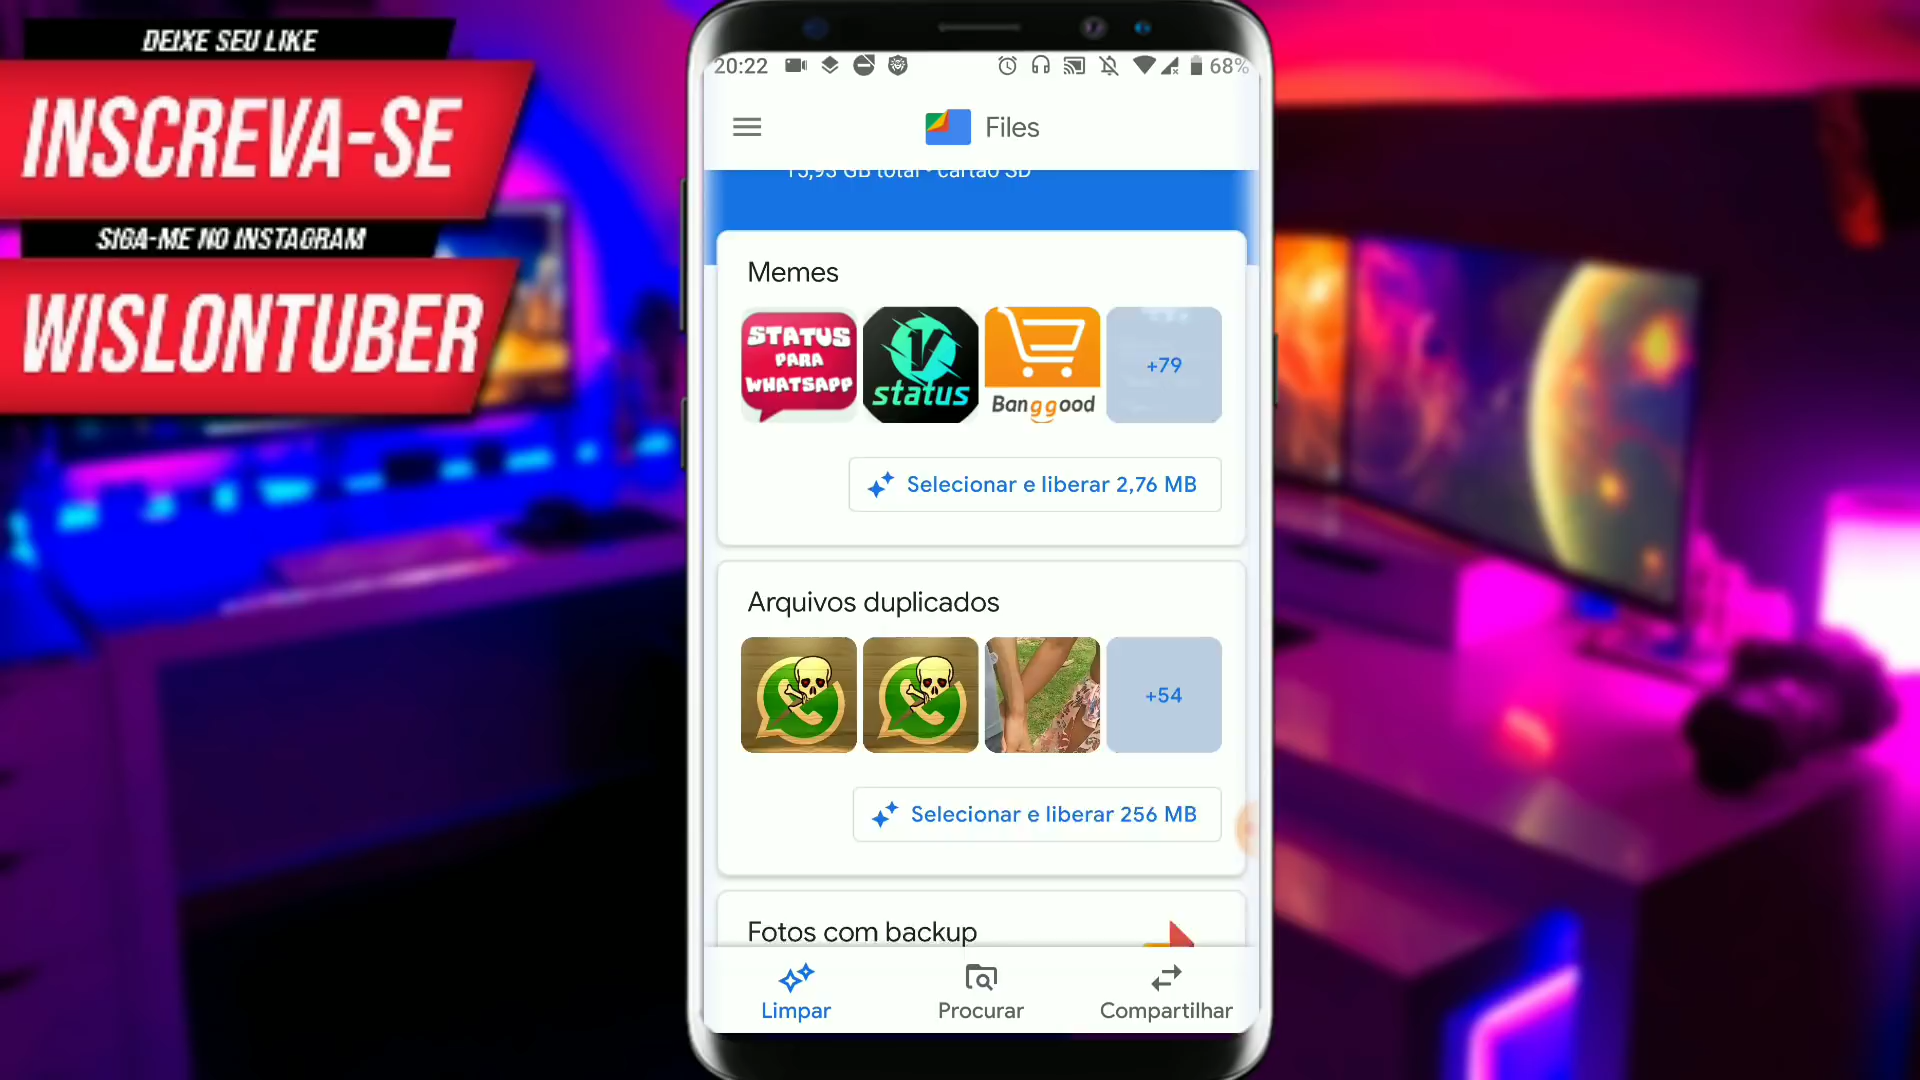 DEIXE SEU LIKE
INSCREVA-SE
SIGA-ME NO INSTAGRAM
WISLONTUBER
20:22
68%
Files
15,93 GB total • cartão SD
Memes
STATUS
PARA
WHATSAPP
V
status
Banggood
+79
Selecionar e liberar 2,76 MB
Arquivos duplicados
+54
Selecionar e liberar 256 MB
Fotos com backup
Limpar
Procurar
Compartilhar